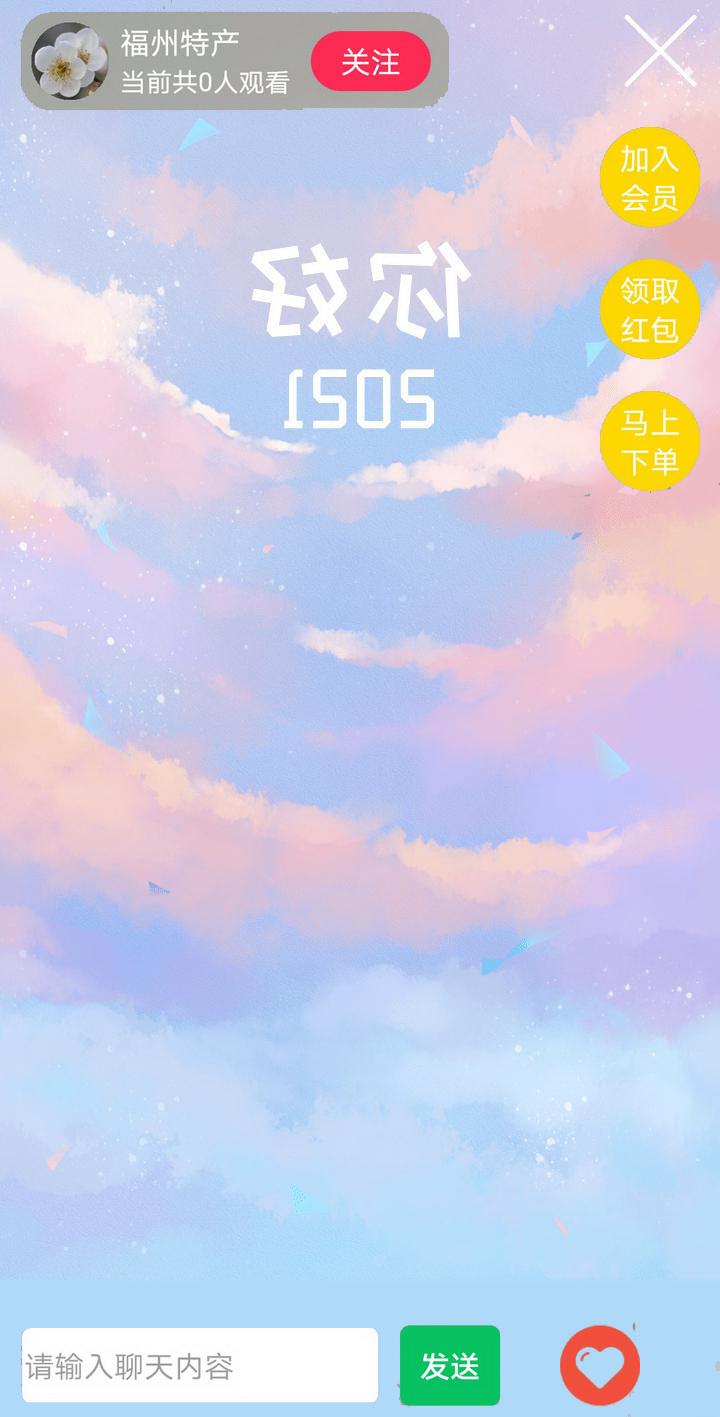 福州特产
当前共0人观看
关注
加入
会员
领取
红包
马上
下单
你好
2021
请输入聊天内容
发送